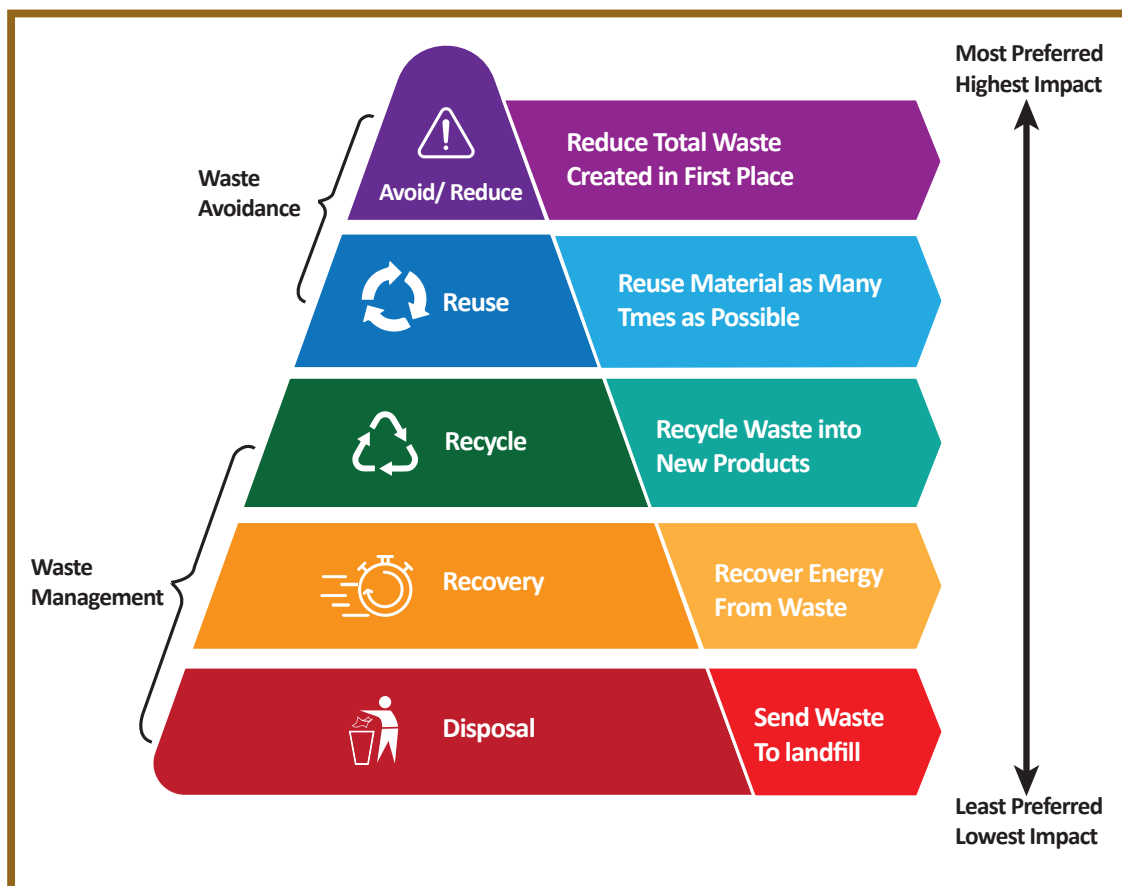 Most Preferred
Highest Impact
Waste
Avoidance
Avoid/ Reduce
Reduce Total Waste
Created in First Place
Reuse
Reuse Material as Many
Tmes as Possible
Recycle
Recycle Waste into
New Products
Waste
Management
Recovery
Recover Energy
From Waste
Disposal
Send Waste
To landfill
Least Preferred
Lowest Impact